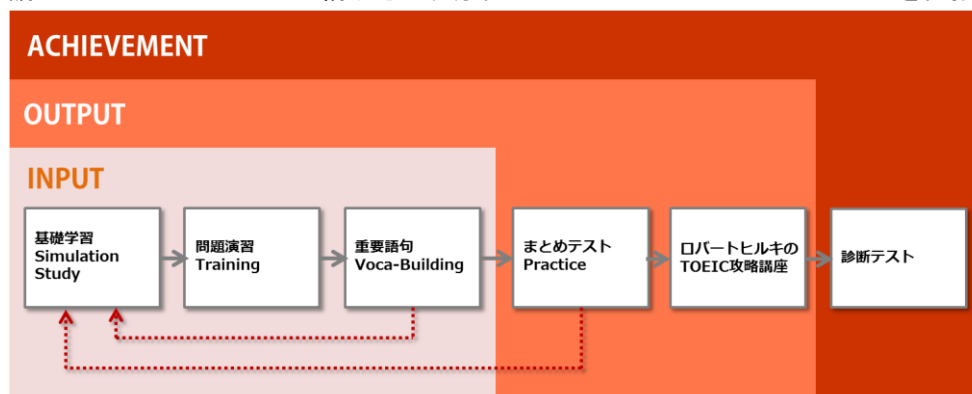 ACHIEVEMENT
OUTPUT
INPUT
基礎学習
Simulation
Study
問題演習
Training
重要語句
Voca-Building
まとめテスト
Practice
ロバートヒルキの
TOEIC攻略講座
診断テスト